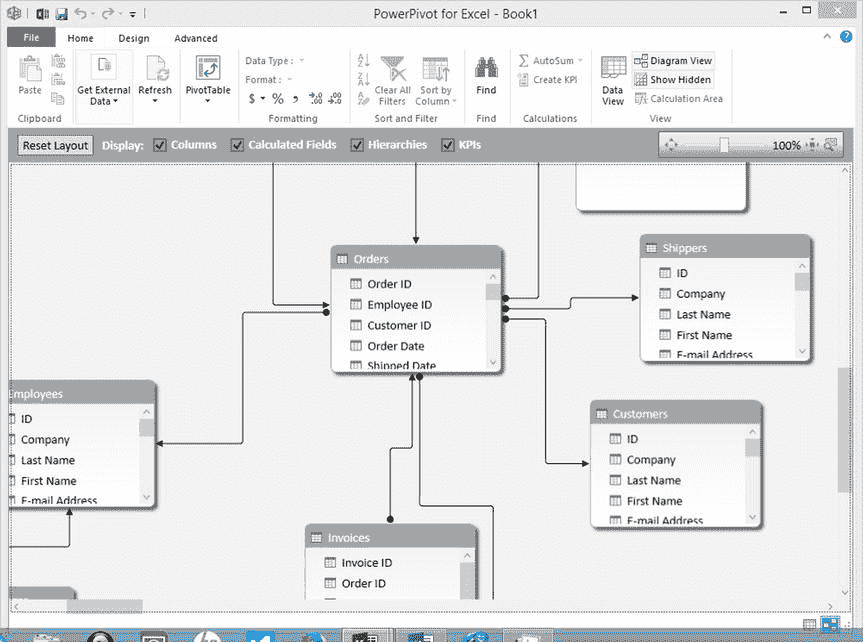 PowerPivot for Excel - Book1
File Home Design Advanced
Paste
Clipboard
Get External Data
Refresh
PivotTable
Data Type :
Format :
$ % ,
Formatting
Clear All Filters
Sort by Column
Sort and Filter
Find
Find
AutoSum
Create KPI
Calculations
Data View
Diagram View
Show Hidden
Calculation Area
View
Reset Layout Display: Columns Calculated Fields Hierarchies KPIs 100%
Orders
Order ID
Employee ID
Customer ID
Order Date
Shipped Date
Shippers
ID
Company
Last Name
First Name
E-mail Address
Employees
ID
Company
Last Name
First Name
E-mail Address
Customers
ID
Company
Last Name
First Name
E-mail Address
Invoices
Invoice ID
Order ID